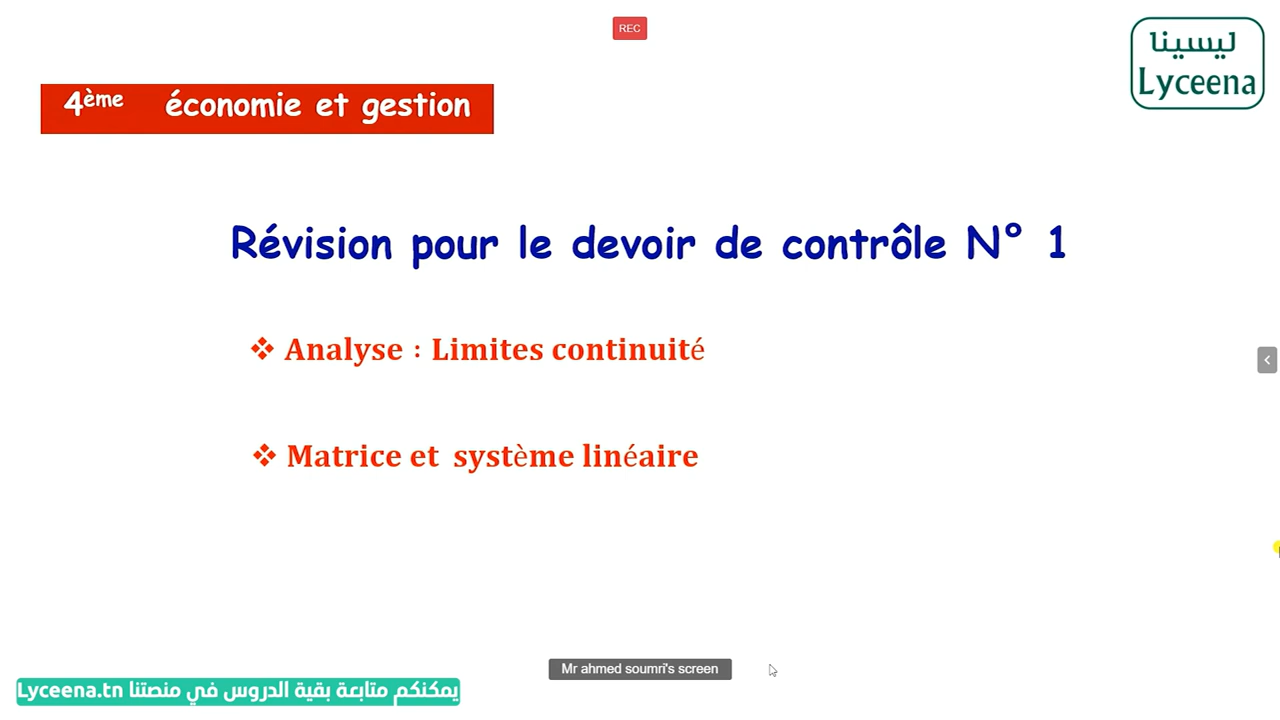 REC
ليسينا
Lyceena
4ème économie et gestion
Révision pour le devoir de contrôle N° 1
❖ Analyse : Limites continuité
❖ Matrice et système linéaire
Mr ahmed soumri's screen
يمكنكم متابعة بقية الدروس في منصتنا Lyceena.tn